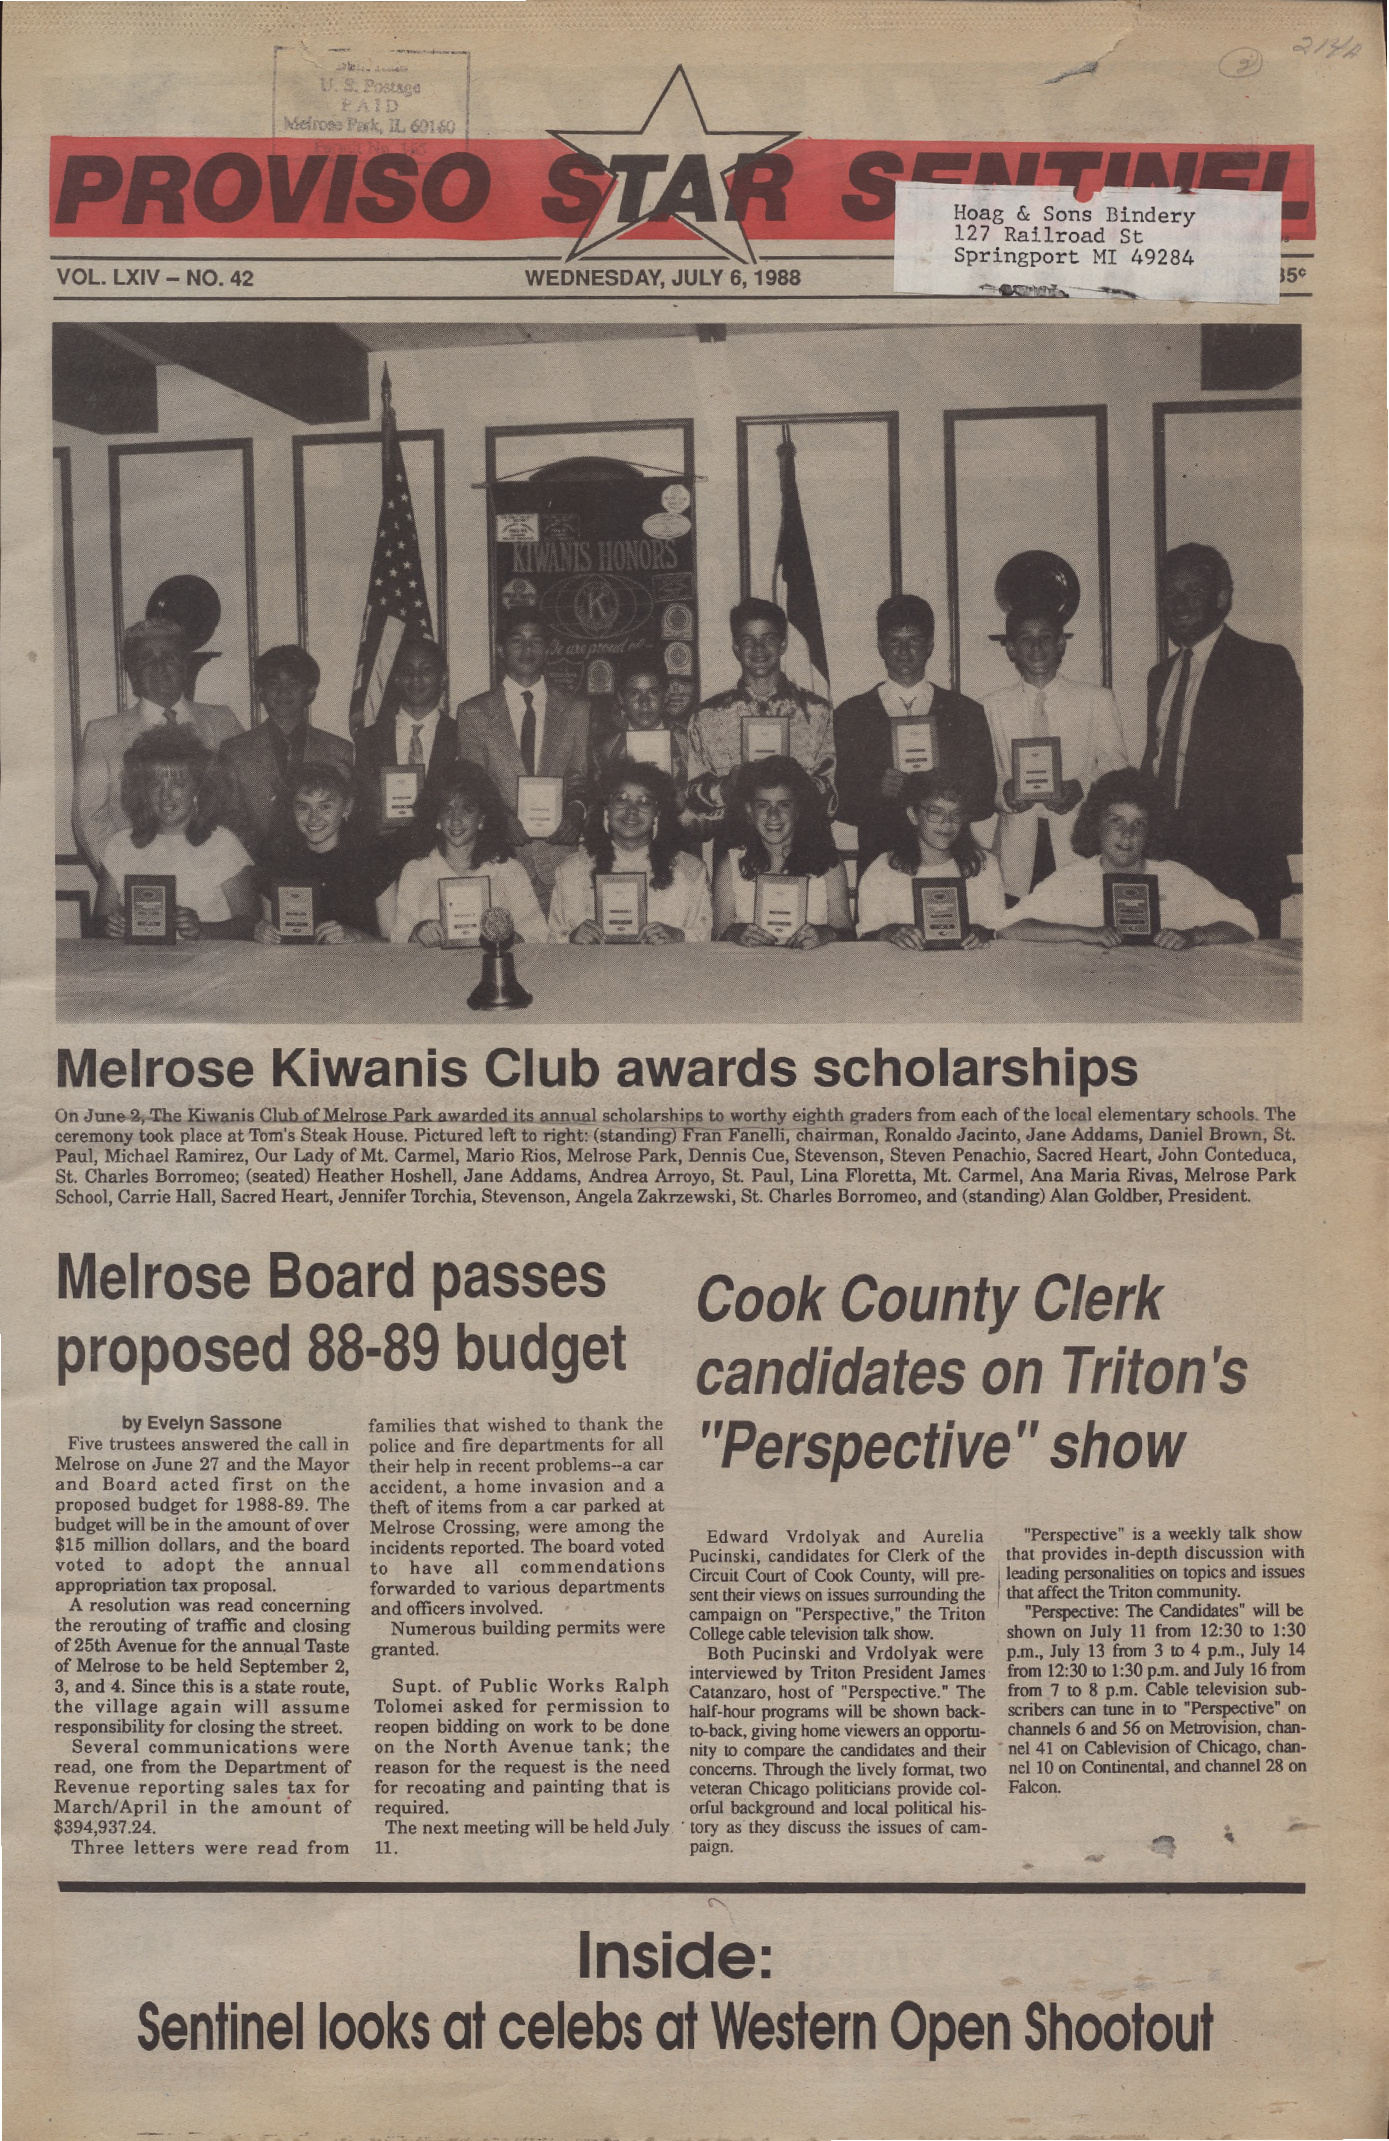 U. S. Postage
PAID
Melrose Park, IL 60160
PROVISO STAR SENTINEL
Hoag & Sons Bindery
127 Railroad St
Springport MI 49284
VOL. LXIV – NO. 42
WEDNESDAY, JULY 6, 1988
35¢
KIWANIS HONORS
K
Melrose Kiwanis Club awards scholarships
On June 2, The Kiwanis Club of Melrose Park awarded its annual scholarships to worthy eighth graders from each of the local elementary schools. The
ceremony took place at Tom's Steak House. Pictured left to right: (standing) Fran Fanelli, chairman, Ronaldo Jacinto, Jane Addams, Daniel Brown, St.
Paul, Michael Ramirez, Our Lady of Mt. Carmel, Mario Rios, Melrose Park, Dennis Cue, Stevenson, Steven Penachio, Sacred Heart, John Conteduca,
St. Charles Borromeo; (seated) Heather Hoshell, Jane Addams, Andrea Arroyo, St. Paul, Lina Floretta, Mt. Carmel, Ana Maria Rivas, Melrose Park
School, Carrie Hall, Sacred Heart, Jennifer Torchia, Stevenson, Angela Zakrzewski, St. Charles Borromeo, and (standing) Alan Goldber, President.
Melrose Board passes
proposed 88-89 budget
by Evelyn Sassone
Five trustees answered the call in
Melrose on June 27 and the Mayor
and Board acted first on the
proposed budget for 1988-89. The
budget will be in the amount of over
$15 million dollars, and the board
voted to adopt the annual
appropriation tax proposal.
A resolution was read concerning
the rerouting of traffic and closing
of 25th Avenue for the annual Taste
of Melrose to be held September 2,
3, and 4. Since this is a state route,
the village again will assume
responsibility for closing the street.
Several communications were
read, one from the Department of
Revenue reporting sales tax for
March/April in the amount of
$394,937.24.
Three letters were read from
families that wished to thank the
police and fire departments for all
their help in recent problems--a car
accident, a home invasion and a
theft of items from a car parked at
Melrose Crossing, were among the
incidents reported. The board voted
to have all commendations
forwarded to various departments
and officers involved.
Numerous building permits were
granted.
Supt. of Public Works Ralph
Tolomei asked for permission to
reopen bidding on work to be done
on the North Avenue tank; the
reason for the request is the need
for recoating and painting that is
required.
The next meeting will be held July
11.
Cook County Clerk
candidates on Triton's
"Perspective" show
Edward Vrdolyak and Aurelia
Pucinski, candidates for Clerk of the
Circuit Court of Cook County, will pre-
sent their views on issues surrounding the
campaign on "Perspective," the Triton
College cable television talk show.
Both Pucinski and Vrdolyak were
interviewed by Triton President James
Catanzaro, host of "Perspective." The
half-hour programs will be shown back-
to-back, giving home viewers an opportu-
nity to compare the candidates and their
concerns. Through the lively format, two
veteran Chicago politicians provide col-
orful background and local political his-
tory as they discuss the issues of cam-
paign.
"Perspective" is a weekly talk show
that provides in-depth discussion with
leading personalities on topics and issues
that affect the Triton community.
"Perspective: The Candidates" will be
shown on July 11 from 12:30 to 1:30
p.m., July 13 from 3 to 4 p.m., July 14
from 12:30 to 1:30 p.m. and July 16 from
from 7 to 8 p.m. Cable television sub-
scribers can tune in to "Perspective" on
channels 6 and 56 on Metrovision, chan-
nel 41 on Cablevision of Chicago, chan-
nel 10 on Continental, and channel 28 on
Falcon.
Inside:
Sentinel looks at celebs at Western Open Shootout